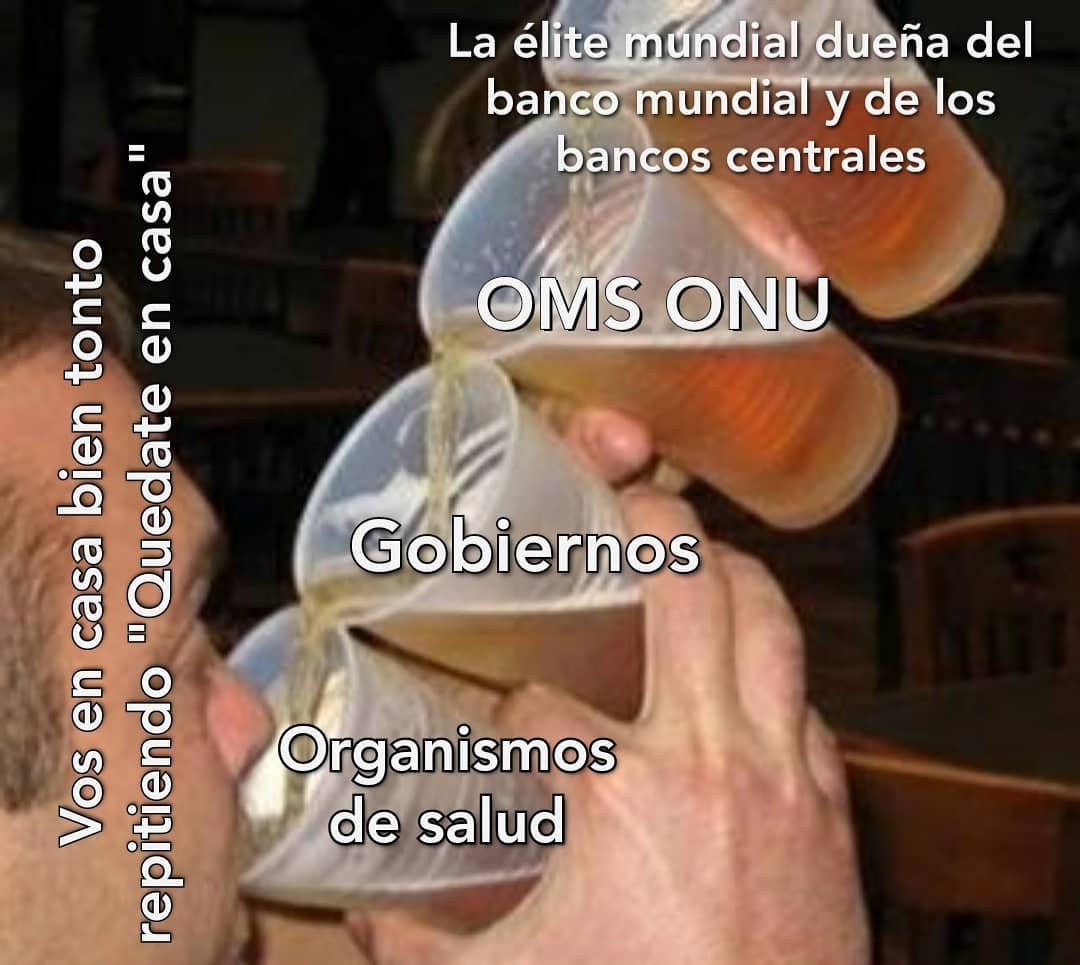 La élite mundial dueña del
banco mundial y de los
bancos centrales
OMS ONU
Gobiernos
Organismos
de salud
Vos en casa bien tonto
repitiendo "Quedate en casa"